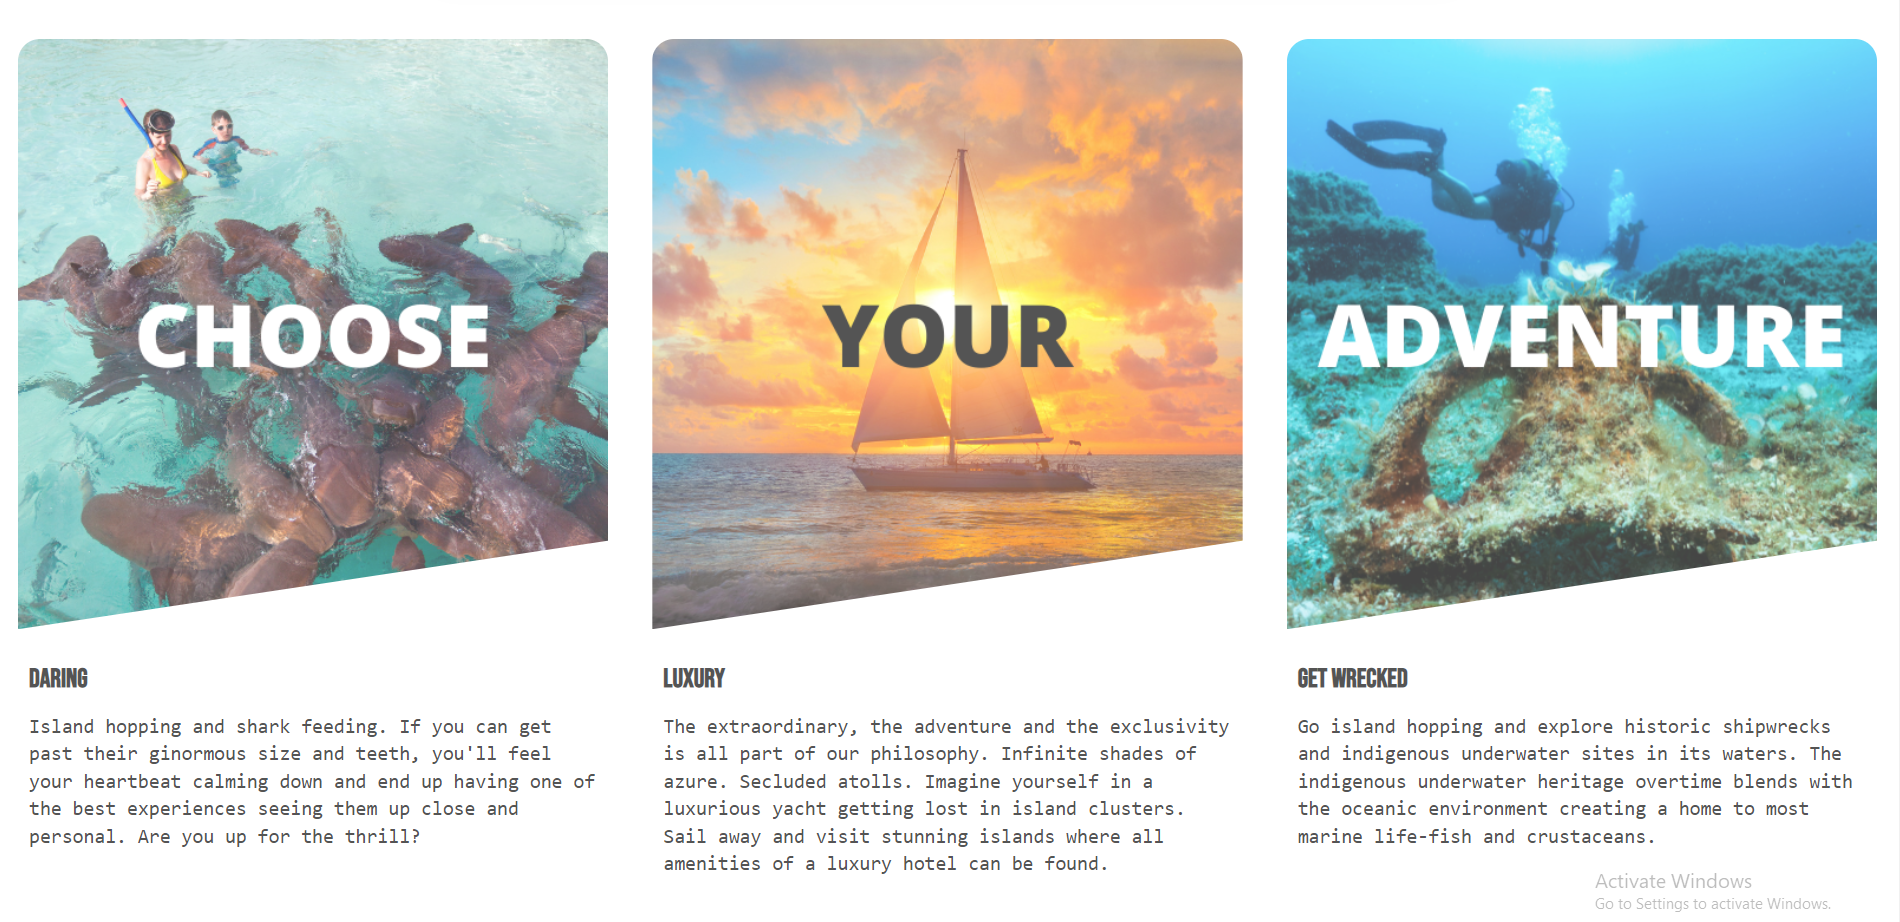 CHOOSE
YOUR
ADVENTURE
DARING
Island hopping and shark feeding. If you can get
past their ginormous size and teeth, you'll feel
your heartbeat calming down and end up having one of
the best experiences seeing them up close and
personal. Are you up for the thrill?
LUXURY
The extraordinary, the adventure and the exclusivity
is all part of our philosophy. Infinite shades of
azure. Secluded atolls. Imagine yourself in a
luxurious yacht getting lost in island clusters.
Sail away and visit stunning islands where all
amenities of a luxury hotel can be found.
GET WRECKED
Go island hopping and explore historic shipwrecks
and indigenous underwater sites in its waters. The
indigenous underwater heritage overtime blends with
the oceanic environment creating a home to most
marine life-fish and crustaceans.
Activate Windows
Go to Settings to activate Windows.